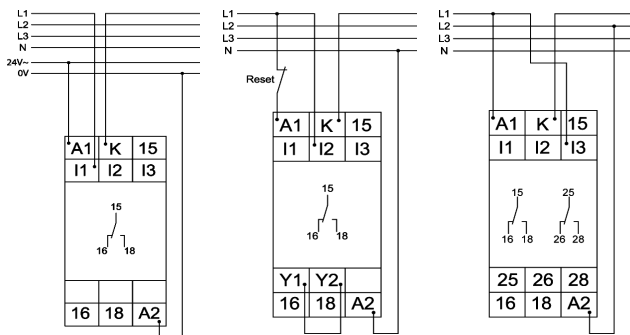 L1
L2
L3
N
24V~
0V
A1 K 15
I1 I2 I3
15
16 18
16 18 A2
L1
L2
L3
N
Reset
A1 K 15
I1 I2 I3
15
16 18
Y1 Y2
16 18 A2
L1
L2
L3
N
A1 K 15
I1 I2 I3
15 25
16 18 26 28
25 26 28
16 18 A2